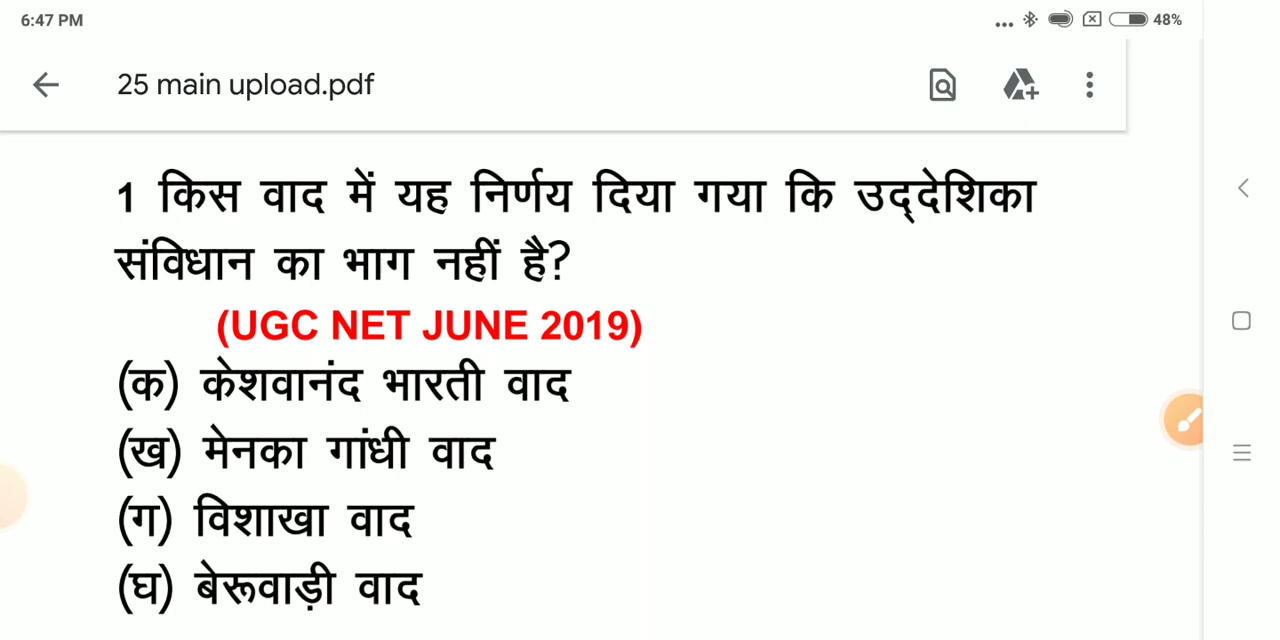 6:47 PM
... 48%
25 main upload.pdf
1 किस वाद में यह निर्णय दिया गया कि उद्‌देशिका
संविधान का भाग नहीं है?
(UGC NET JUNE 2019)
(क) केशवानंद भारती वाद
(ख) मेनका गांधी वाद
(ग) विशाखा वाद
(घ) बेरूवाड़ी वाद